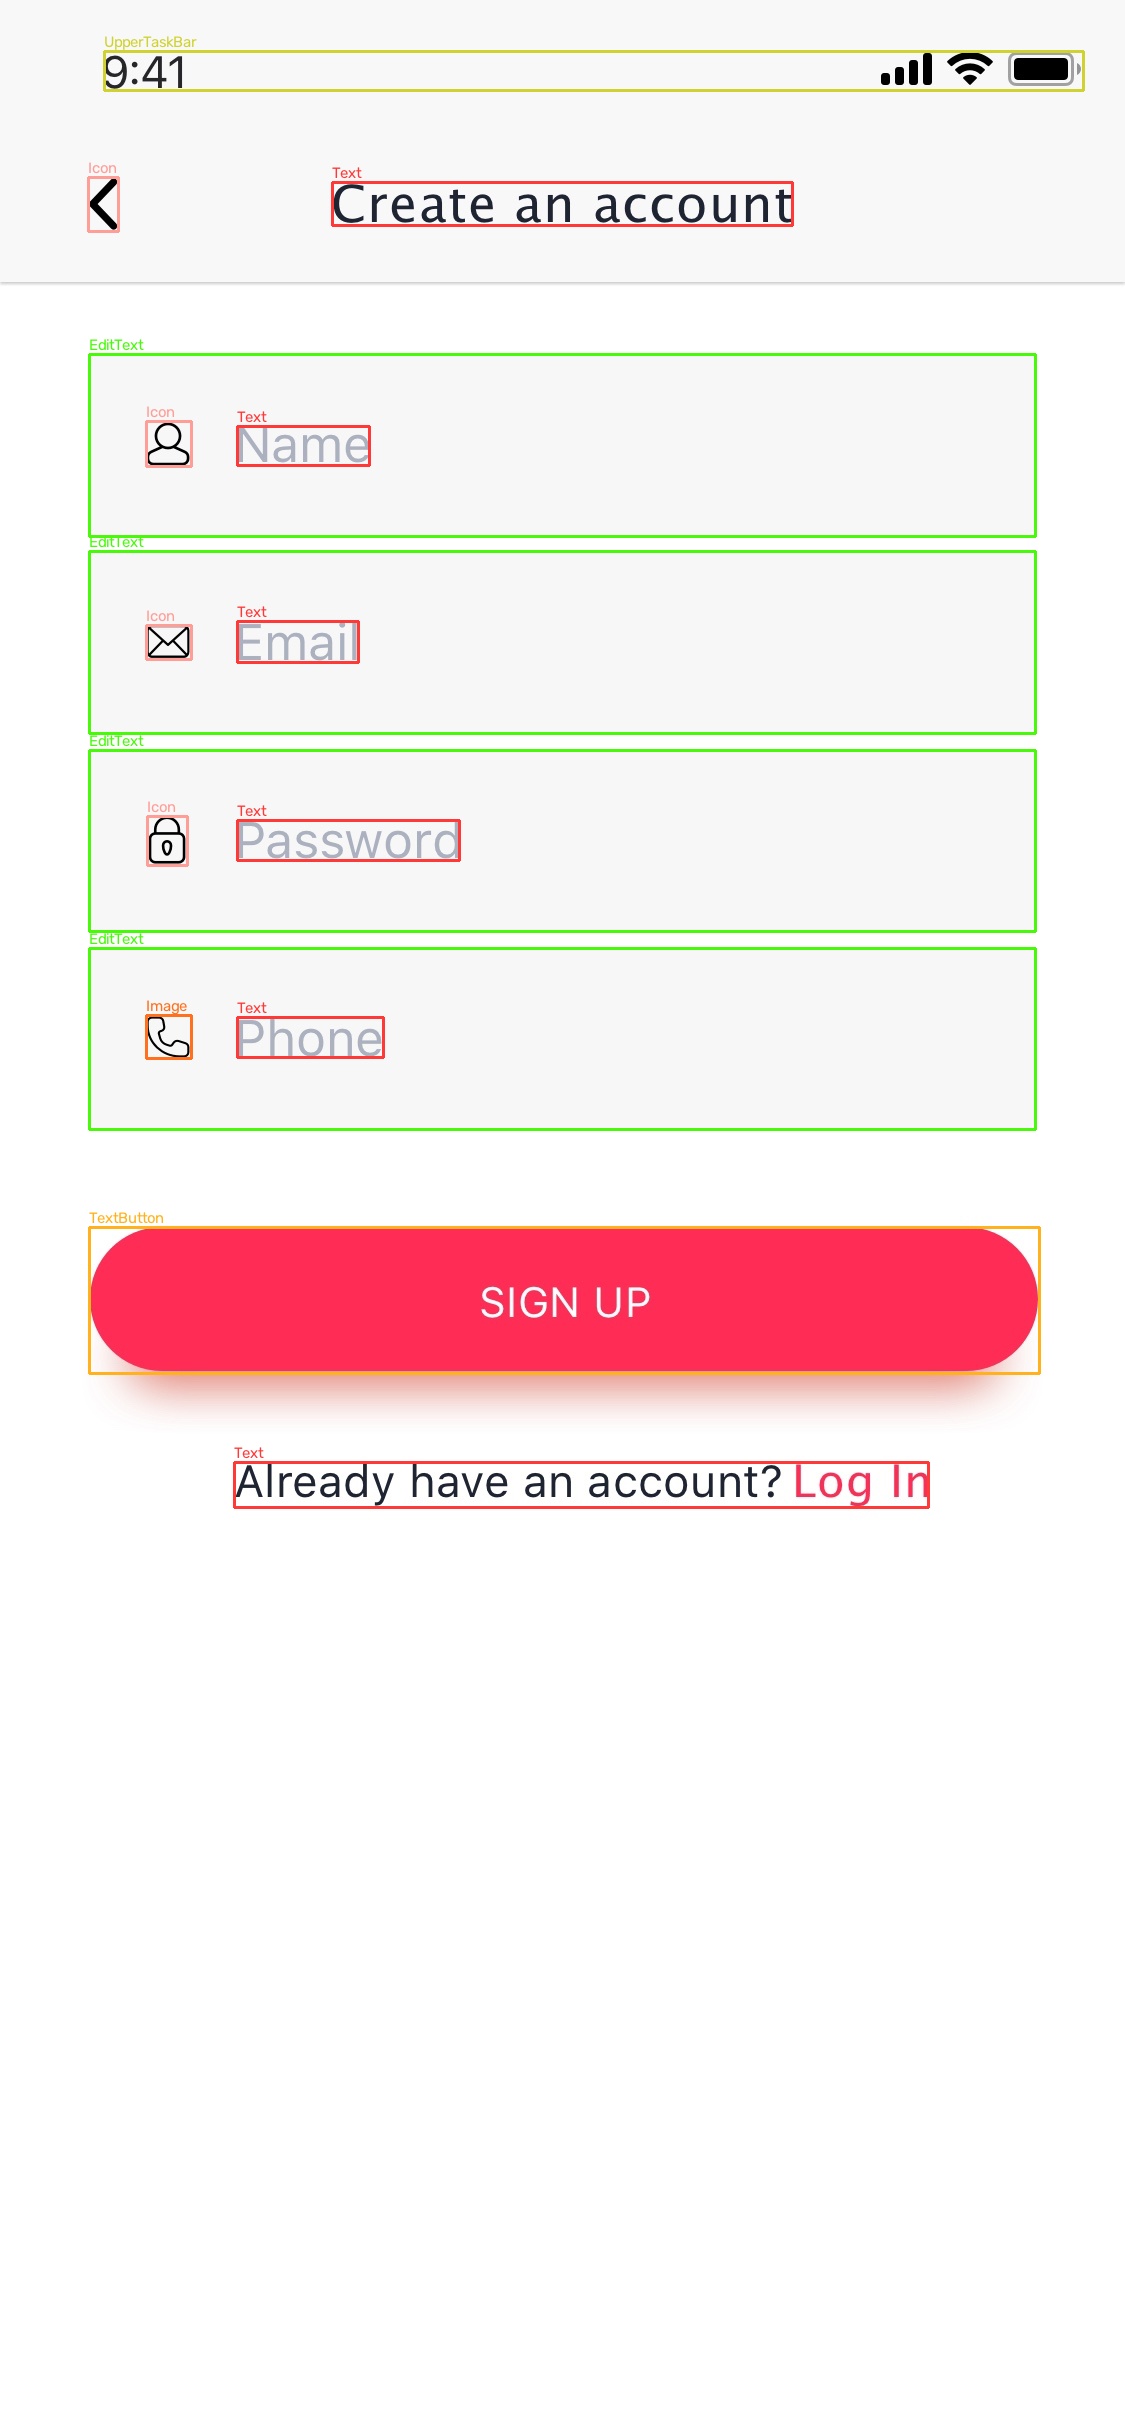 UpperTaskBar
9:41
Icon
Text
Create an account
EditText
Icon
Text
Name
EditText
Icon
Text
Email
EditText
Icon
Text
Password
EditText
Image
Text
Phone
TextButton
SIGN UP
Text
Already have an account? Log In